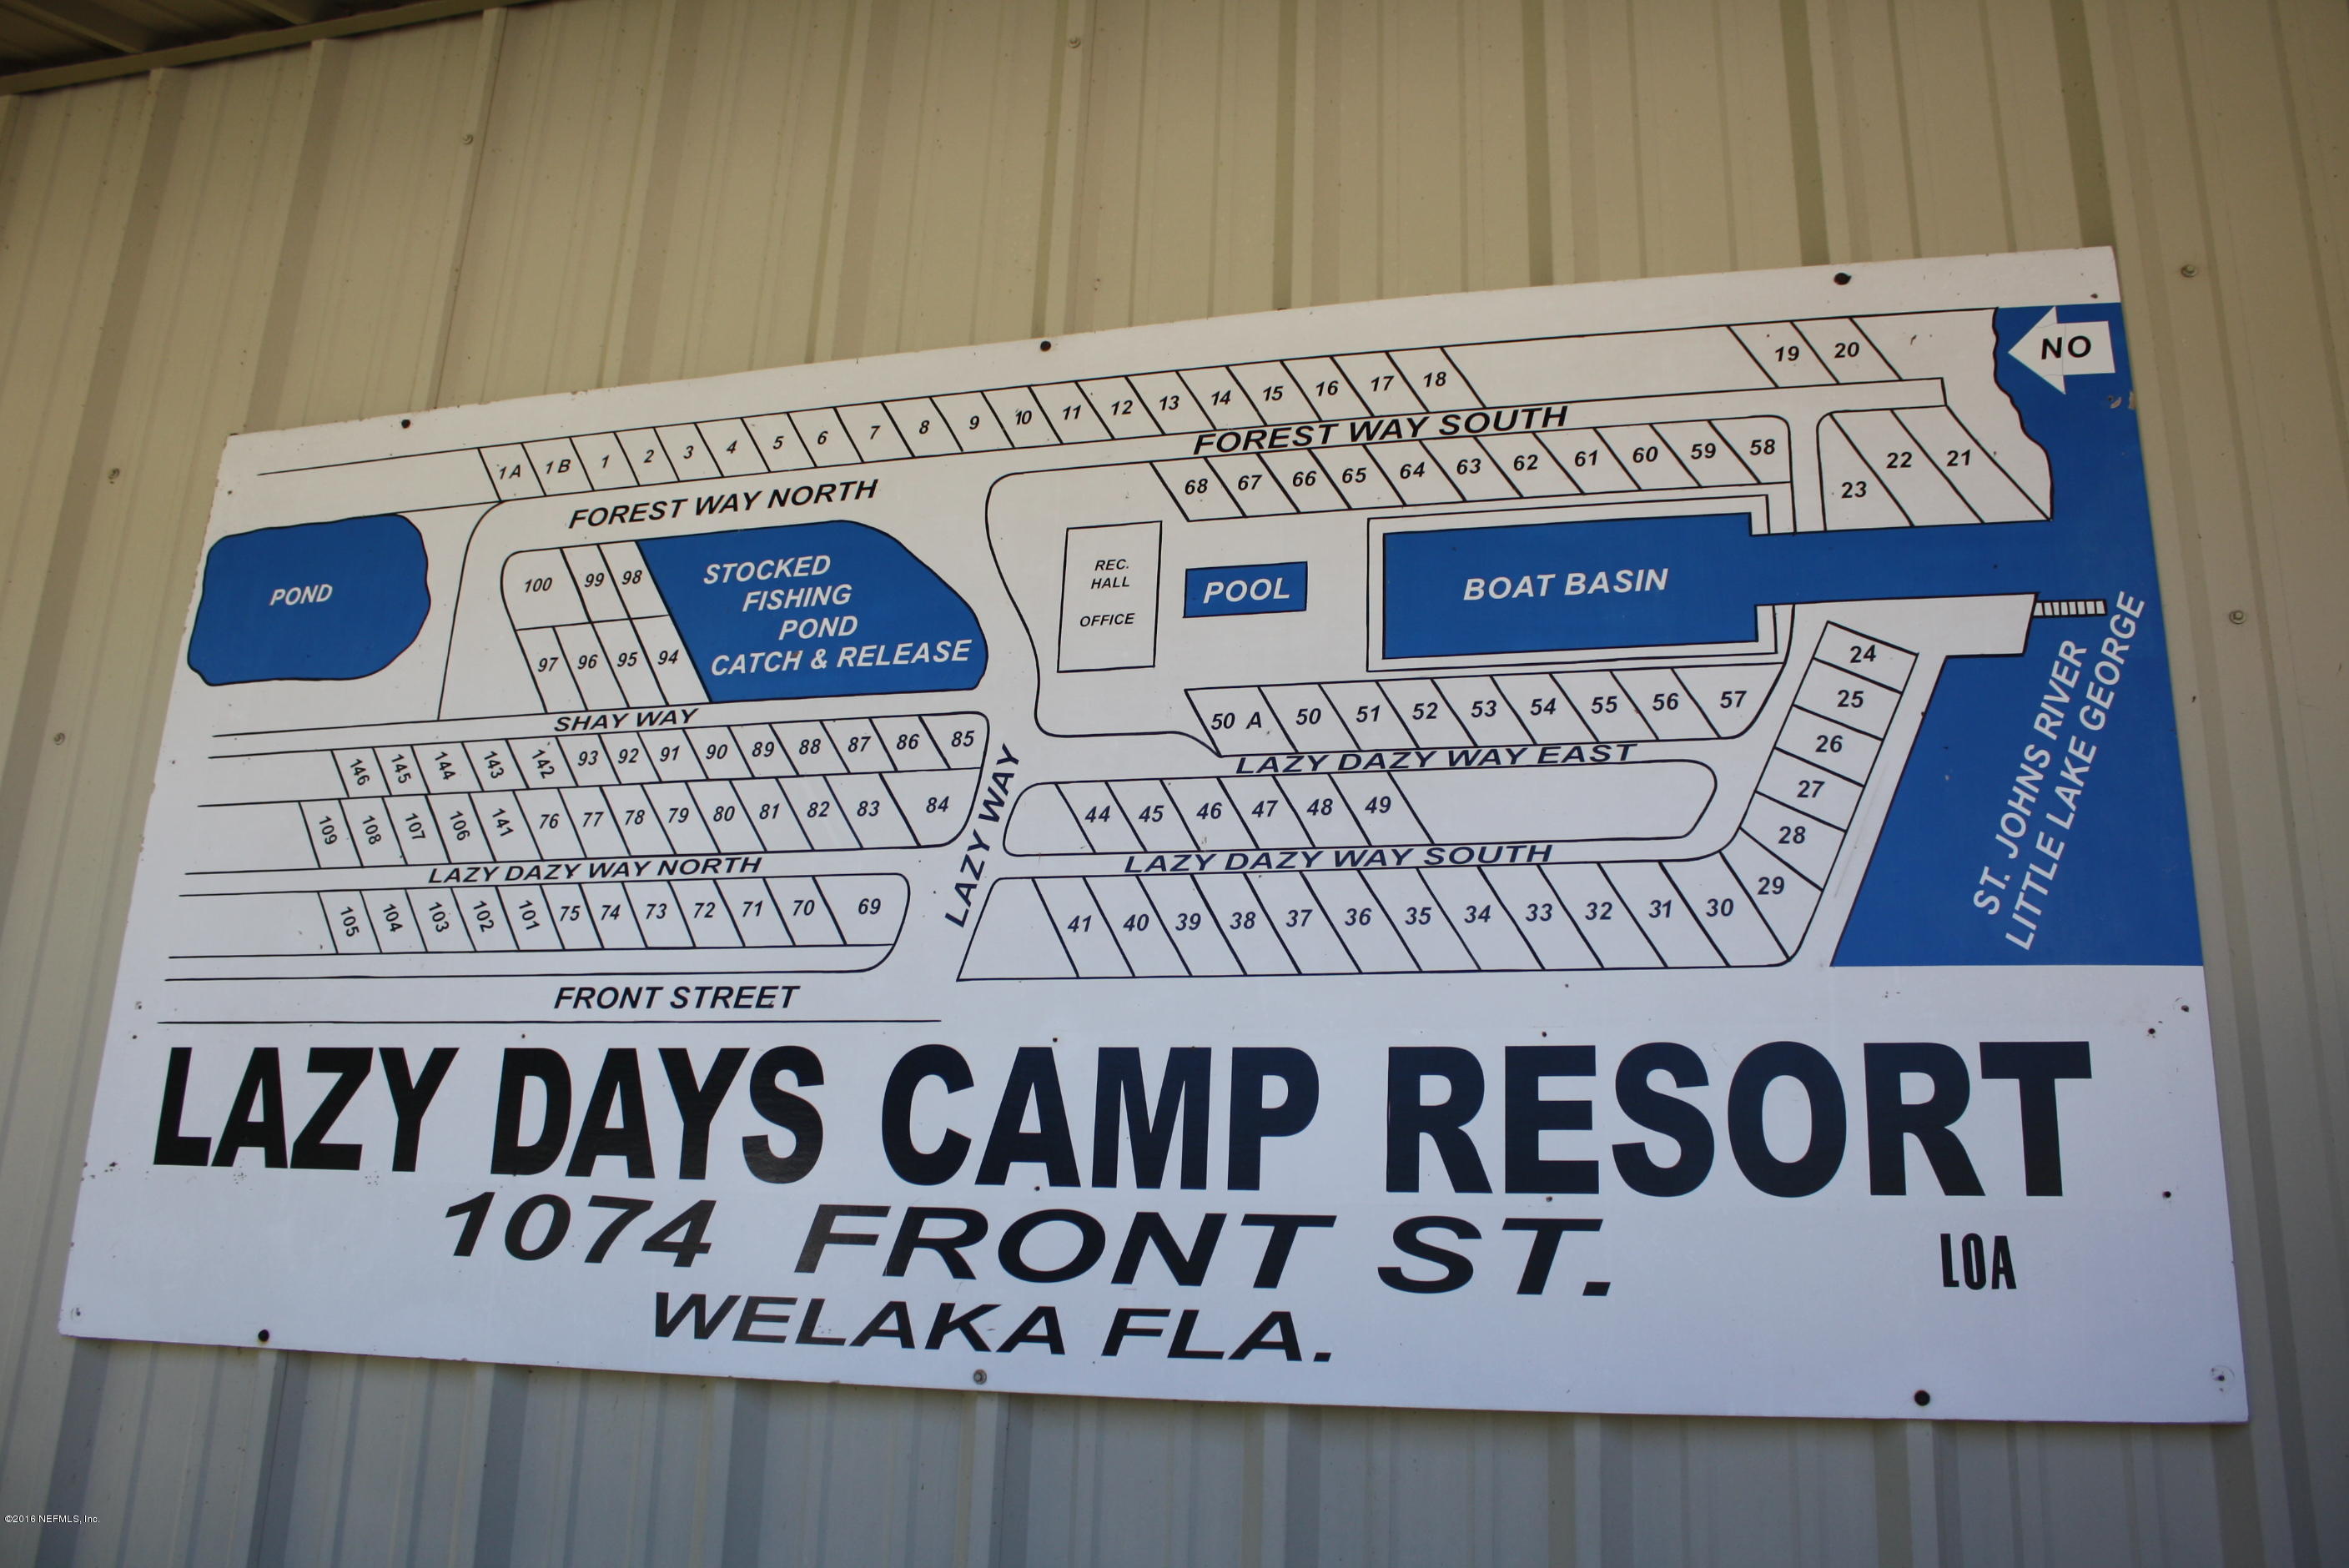 NO
19 20
1A 1B 1 2 3 4 5 6 7 8 9 10 11 12 13 14 15 16 17 18
FOREST WAY SOUTH
FOREST WAY NORTH
68 67 66 65 64 63 62 61 60 59 58
23 22 21
POND
100 99 98
97 96 95 94
STOCKED
FISHING
POND
CATCH & RELEASE
REC.
HALL
OFFICE
POOL
BOAT BASIN
ST. JOHNS RIVER
LITTLE LAKE GEORGE
24
25
26
27
28
29
SHAY WAY
50 A 50 51 52 53 54 55 56 57
LAZY DAZY WAY EAST
146 145 144 143 142 93 92 91 90 89 88 87 86 85
109 108 107 106 141 76 77 78 79 80 81 82 83 84
LAZY WAY
44 45 46 47 48 49
LAZY DAZY WAY NORTH
LAZY DAZY WAY SOUTH
105 104 103 102 101 75 74 73 72 71 70 69
41 40 39 38 37 36 35 34 33 32 31 30
FRONT STREET
LAZY DAYS CAMP RESORT
1074 FRONT ST.
WELAKA FLA.
LOA
©2016 NEFMLS, Inc.